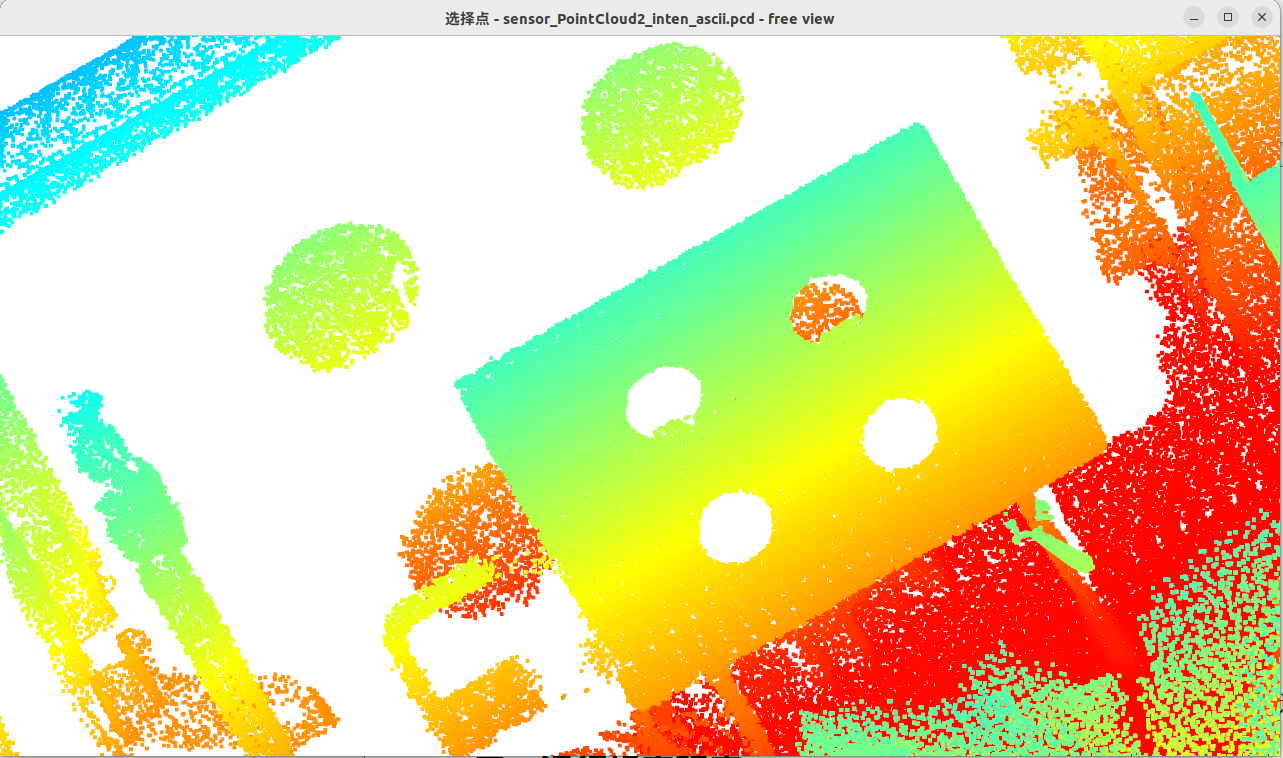 选择点 - sensor_PointCloud2_inten_ascii.pcd - free view